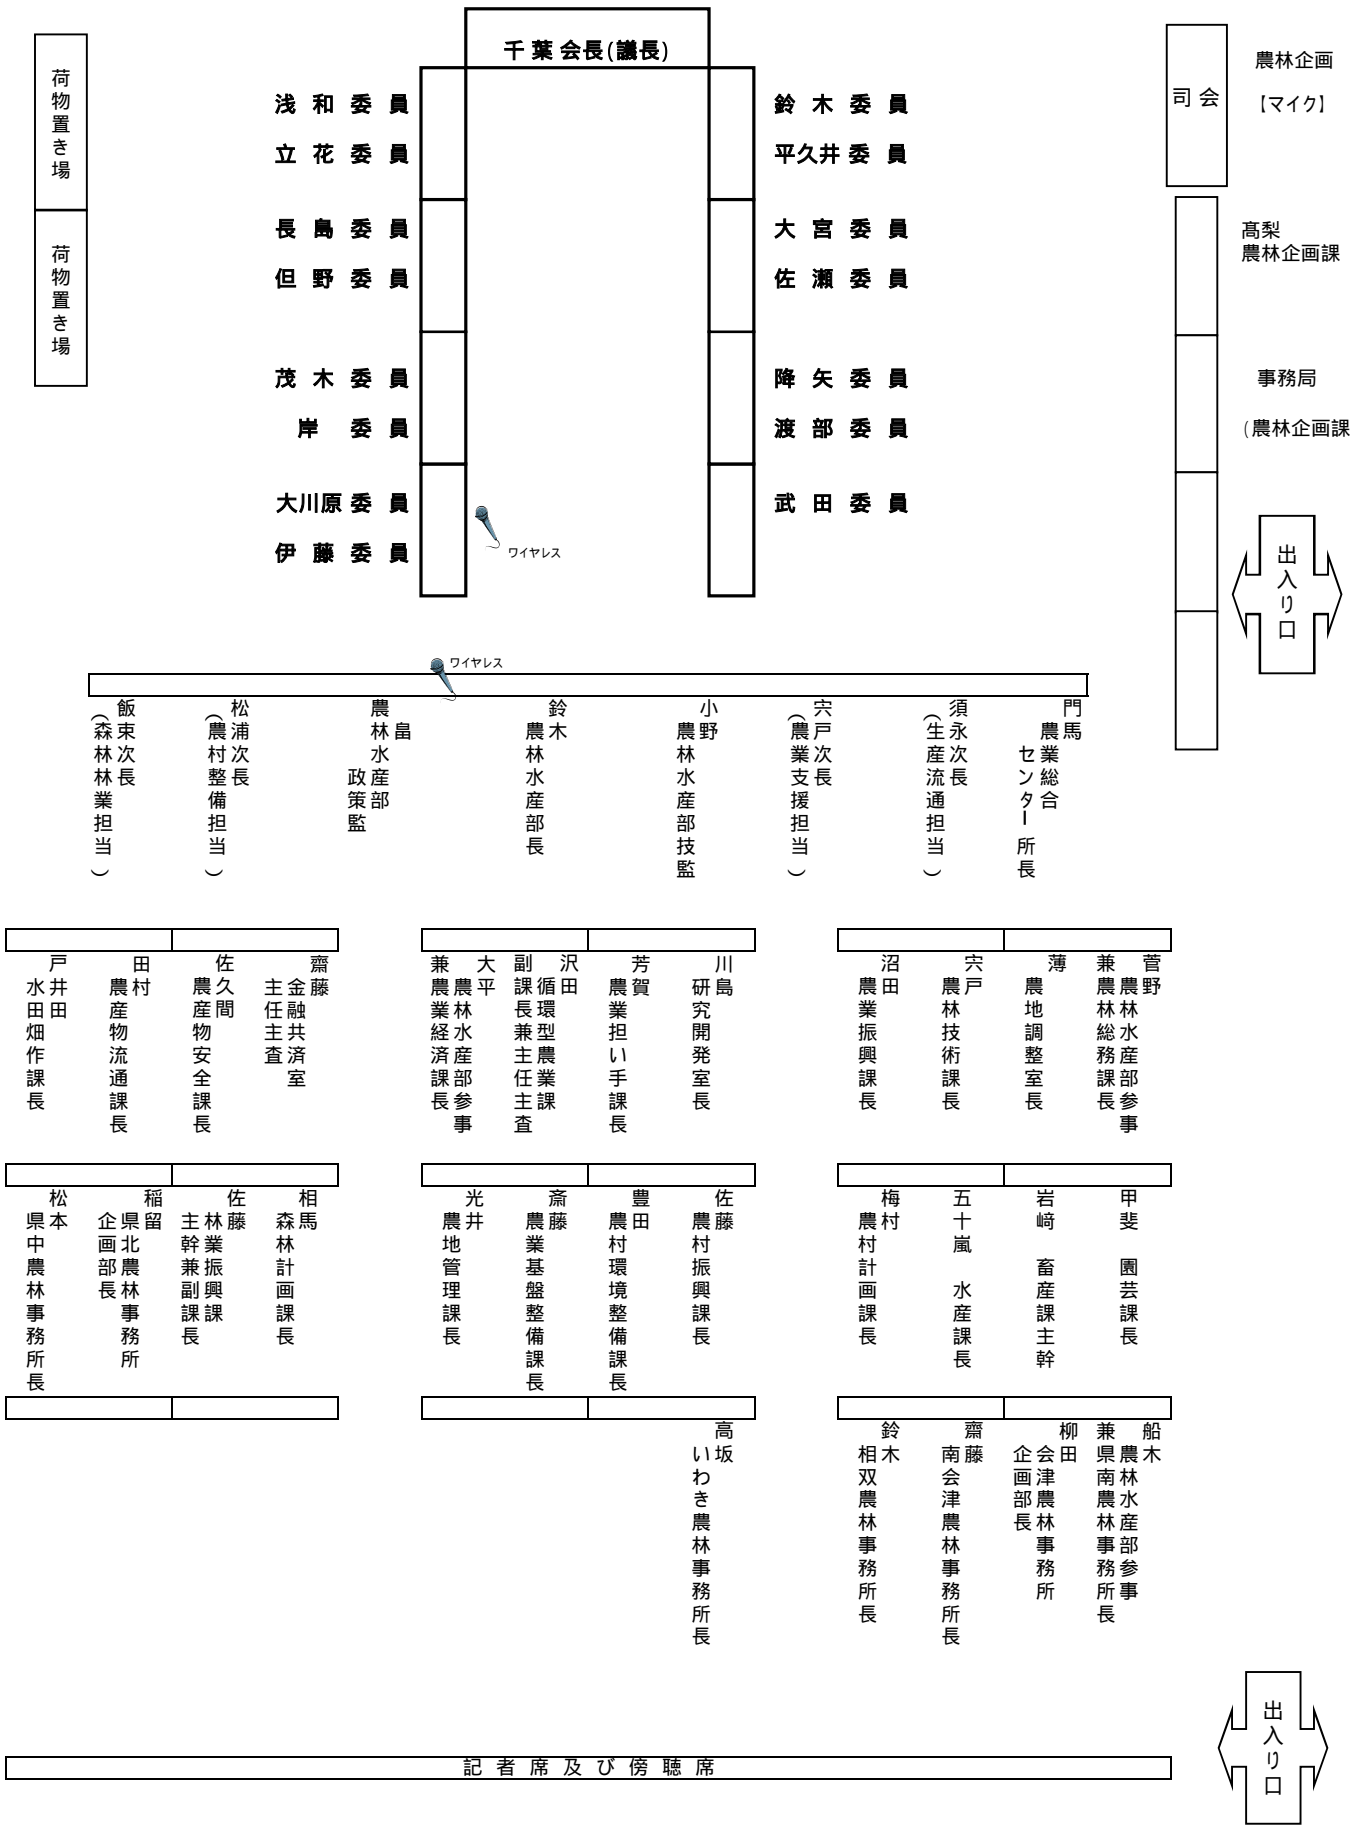 千葉会長(議長)
荷物置き場
荷物置き場
浅和委員
立花委員
長島委員
但野委員
茂木委員
岸委員
大川原委員
伊藤委員
鈴木委員
平久井委員
大宮委員
佐瀬委員
降矢委員
渡部委員
武田委員
ワイヤレス
司会
農林企画
【マイク】
髙梨
農林企画課
事務局
(農林企画課
出入り口
ワイヤレス
門馬
農業総合
センター所長
須永次長
(生産流通担当)
宍戸次長
(農業支援担当)
小野
農林水産部技監
鈴木
農林水産部長
畠
農林水産部
政策監
松浦次長
(農村整備担当)
飯束次長
(森林林業担当)
菅野
農林水産部参事
兼農林総務課長
薄
農地調整室長
宍戸
農林技術課長
沼田
農業振興課長
川島
研究開発室長
芳賀
農業担い手課長
沢田
循環型農業課
副課長兼主任主査
大平
農林水産部参事
兼農業経済課長
齋藤
金融共済室
主任主査
佐久間
農産物安全課長
田村
農産物流通課長
戸井田
水田畑作課長
甲斐 園芸課長
岩﨑 畜産課主幹
五十嵐 水産課長
梅村
農村計画課長
佐藤
農村振興課長
豊田
農村環境整備課長
斎藤
農業基盤整備課長
光井
農地管理課長
相馬
森林計画課長
佐藤
林業振興課
主幹兼副課長
稲留
県北農林事務所
企画部長
松本
県中農林事務所長
船木
農林水産部参事
兼県南農林事務所長
柳田
会津農林事務所
企画部長
齋藤
南会津農林事務所長
鈴木
相双農林事務所長
高坂
いわき農林事務所長
出入り口
記者席及び傍聴席